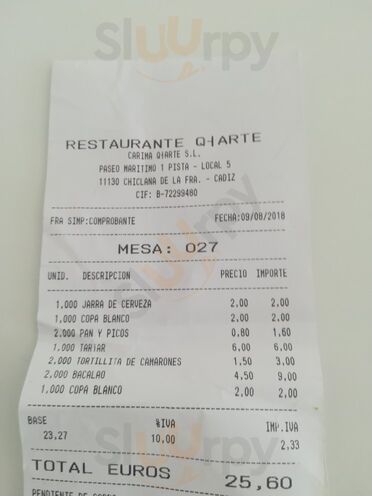 Sluurpy
RESTAURANTE Q+ARTE
CARIMA Q+ARTE S.L.
PASEO MARITIMO 1 PISTA - LOCAL 5
11130 CHICLANA DE LA FRA. - CADIZ
CIF: B-72299480
FRA SIMP:COMPROBANTE FECHA:09/08/2018
MESA: 027
UNID. DESCRIPCION PRECIO IMPORTE
1,000 JARRA DE CERVEZA 2,00 2,00
1,000 COPA BLANCO 2,00 2,00
2,000 PAN Y PICOS 0,80 1,60
1,000 TARTAR 6,00 6,00
2,000 TORTILLITA DE CAMARONES 1,50 3,00
2,000 BACALAO 4,50 9,00
1,000 COPA BLANCO 2,00 2,00
BASE %IVA IMP.IVA
23,27 10,00 2,33
TOTAL EUROS 25,60
PENDIENTE DE